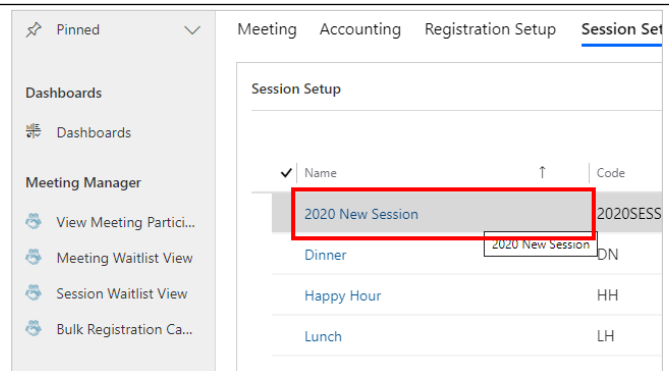 Pinned
Dashboards
Dashboards
Meeting Manager
View Meeting Partici...
Meeting Waitlist View
Session Waitlist View
Bulk Registration Ca...
Meeting Accounting Registration Setup Session Set
Session Setup
Name Code
2020 New Session 2020SESS
2020 New Session
Dinner DN
Happy Hour HH
Lunch LH